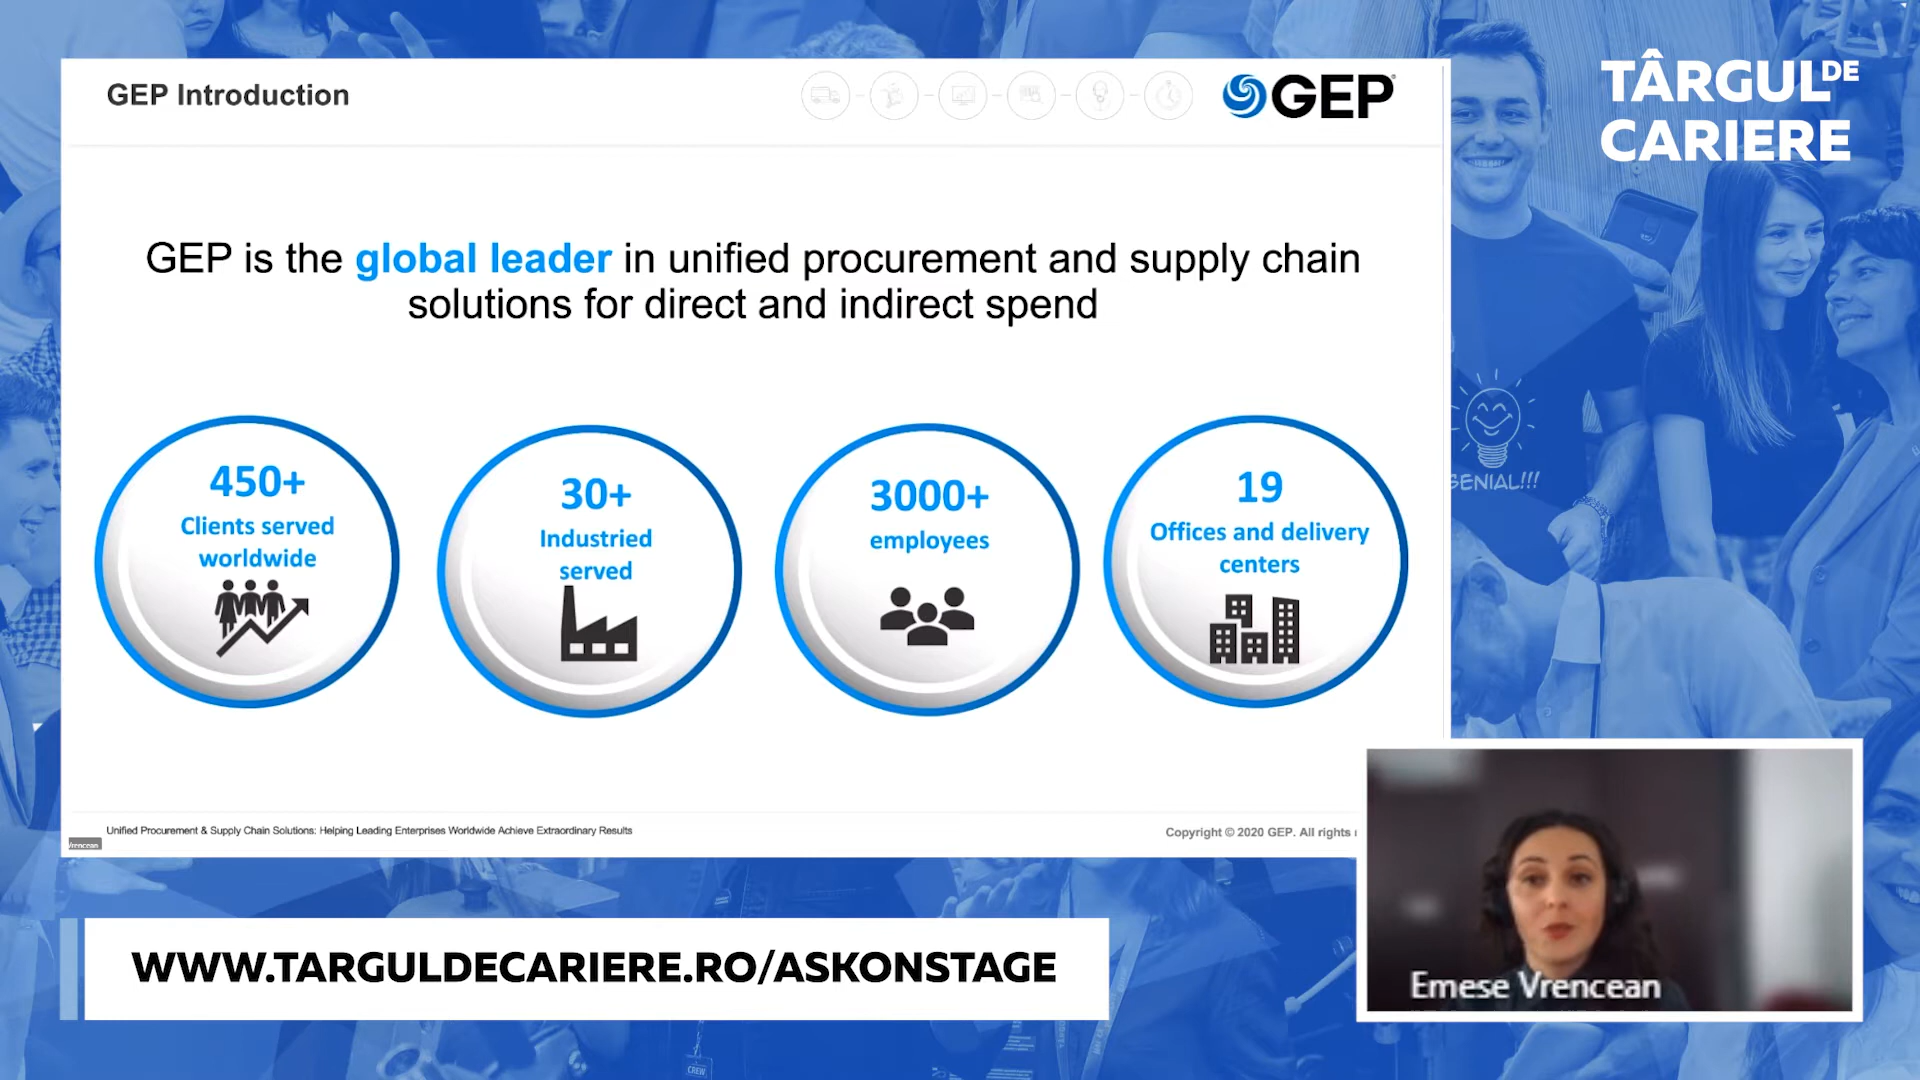 GEP Introduction
GEP
TÂRGUL DE
CARIERE
GEP is the global leader in unified procurement and supply chain
solutions for direct and indirect spend
450+
Clients served
worldwide
30+
Industried
served
3000+
employees
19
Offices and delivery
centers
GENIAL!!!
Unified Procurement & Supply Chain Solutions: Helping Leading Enterprises Worldwide Achieve Extraordinary Results
Copyright © 2020 GEP. All rights
Vrencean
WWW.TARGULDECARIERE.RO/ASKONSTAGE
Emese Vrencean
CREW